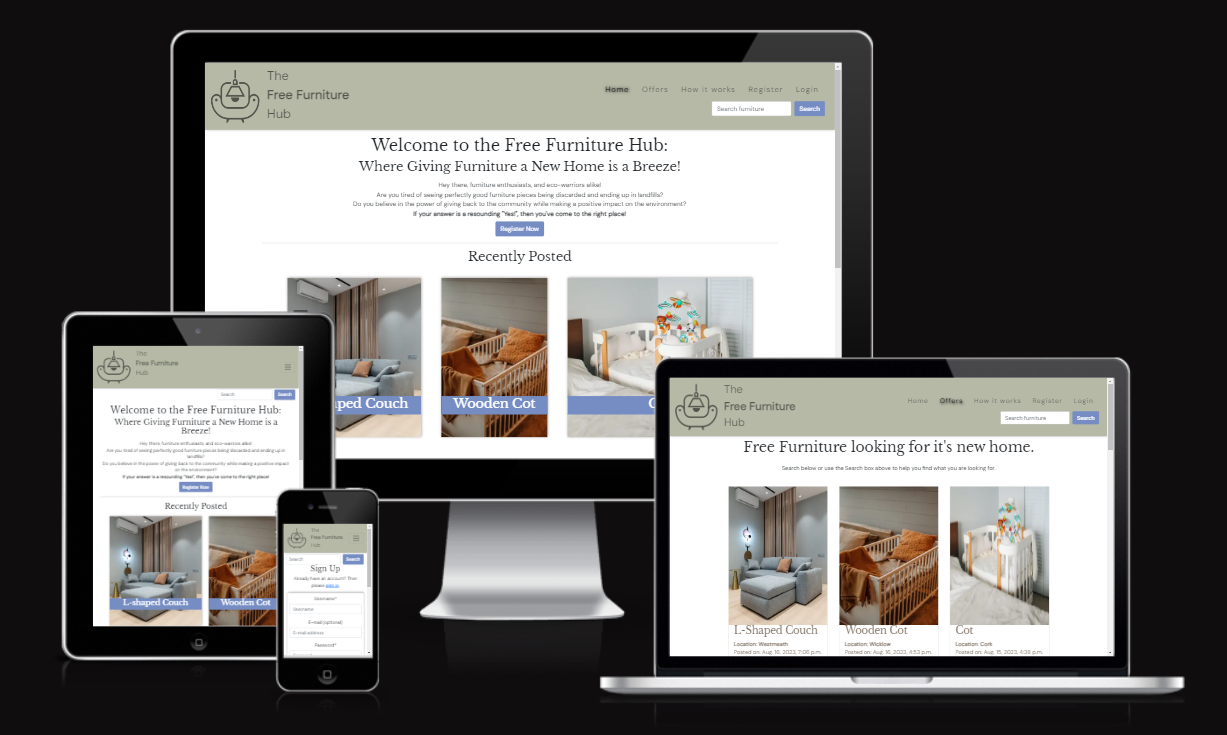 The
Free Furniture
Hub
Home Offers How it works Register Login
Search furniture Search
Welcome to the Free Furniture Hub:
Where Giving Furniture a New Home is a Breeze!
Hey there, furniture enthusiasts, and eco-warriors alike!
Are you tired of seeing perfectly good furniture pieces being discarded and ending up in landfills?
Do you believe in the power of giving back to the community while making a positive impact on the environment?
If your answer is a resounding "Yes!", then you've come to the right place!
Register Now
Recently Posted
ped Couch Wooden Cot C
The
Free Furniture
Hub
Search Search
Welcome to the Free Furniture Hub:
Where Giving Furniture a New Home is a
Breeze!
Hey there, furniture enthusiasts, and eco-warriors alike!
Are you tired of seeing perfectly good furniture pieces being discarded and ending up in
landfills?
Do you believe in the power of giving back to the community while making a positive impact
on the environment?
If your answer is a resounding "Yes!", then you've come to the right place!
Register Now
Recently Posted
L-shaped Couch Wooden Cot
The
Free Furniture
Hub
Search Search
Sign Up
Already have an account? Then
please sign in
Username*
Username
E-mail (optional)
E-mail address
Password*
The
Free Furniture
Hub
Home Offers How it works Register Login
Search furniture Search
Free Furniture looking for it's new home.
Search below or use the Search box above to help you find what you are looking for.
L-Shaped Couch Wooden Cot Cot
Location: Westmeath Location: Wicklow Location: Cork
Posted on: Aug. 16, 2023, 7:06 p.m. Posted on: Aug. 16, 2023, 4:53 p.m. Posted on: Aug. 15, 2023, 4:38 p.m.